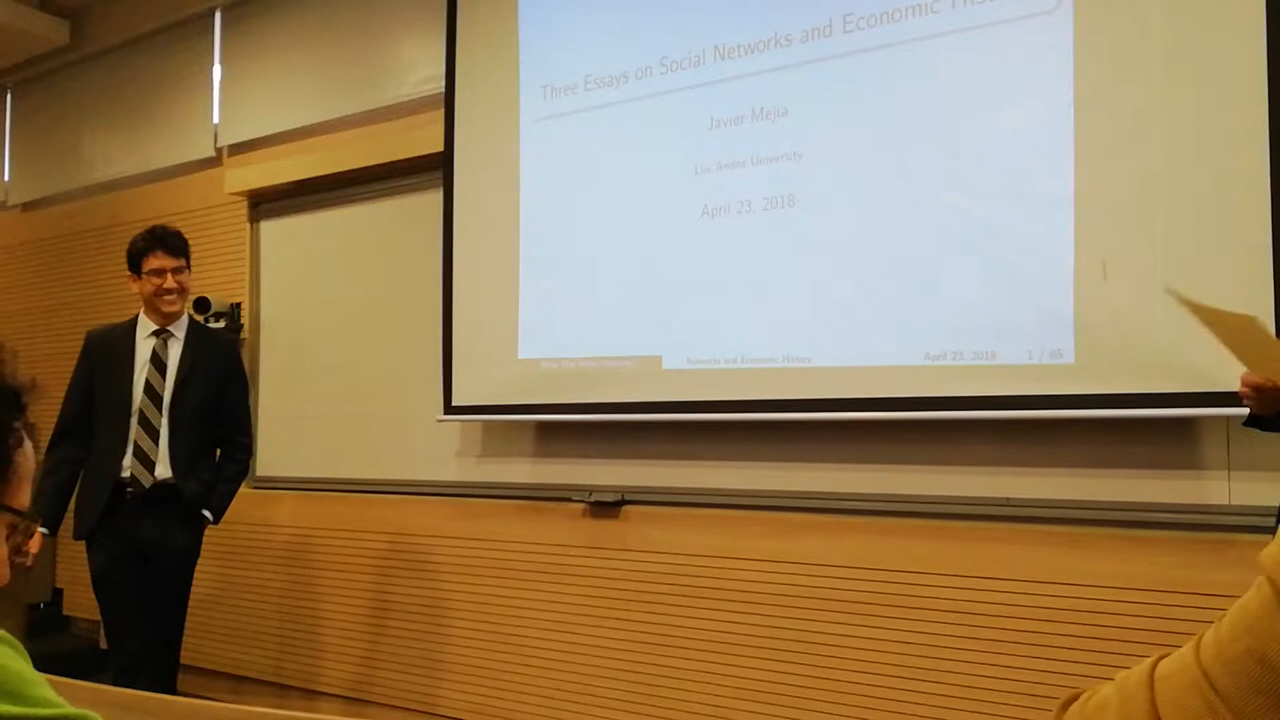 Three Essays on Social Networks and Economic
Javier Mejia
Los Andes University
April 23, 2018
Networks and Economic History April 23, 2018 1 / 65